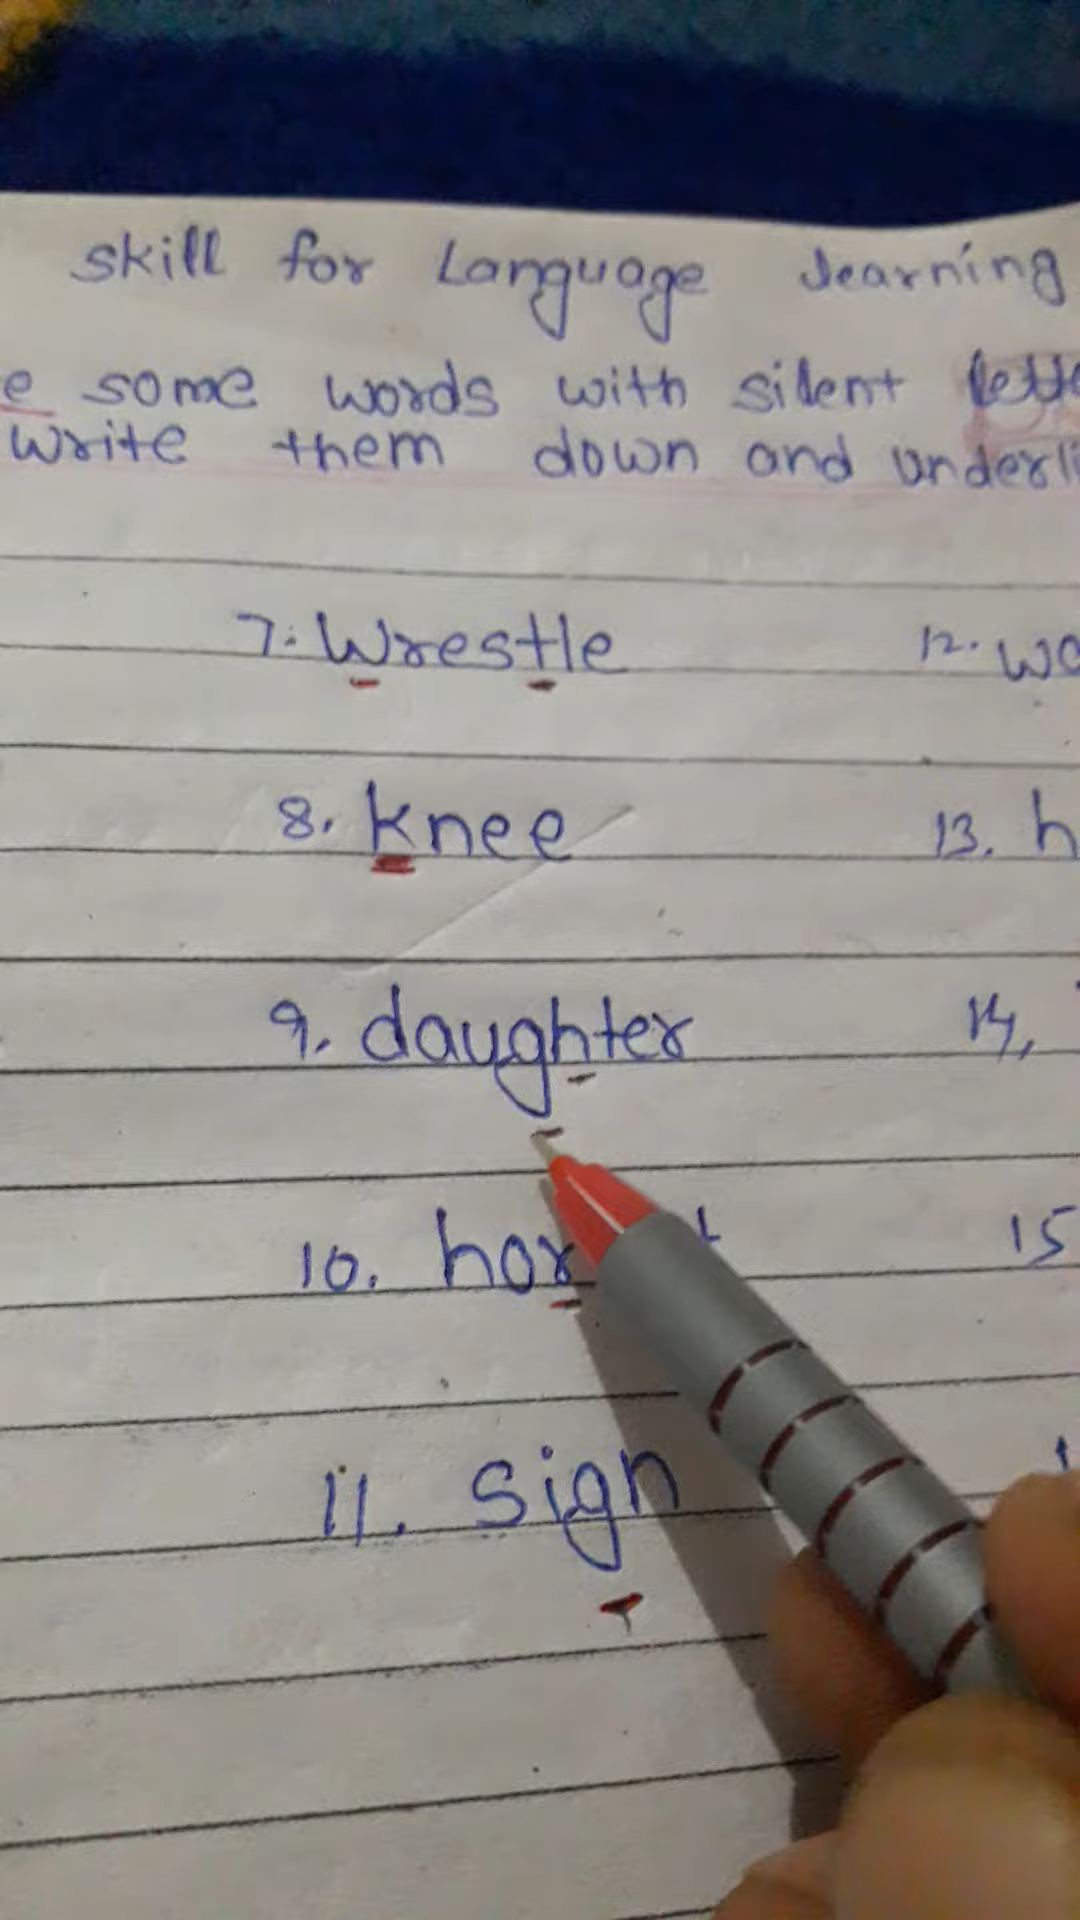 skill for Language learning
some words with silent
write them down and
7. Wrestle
12.
8. knee
13.
9. daughter
14,
10.
15
11. sign